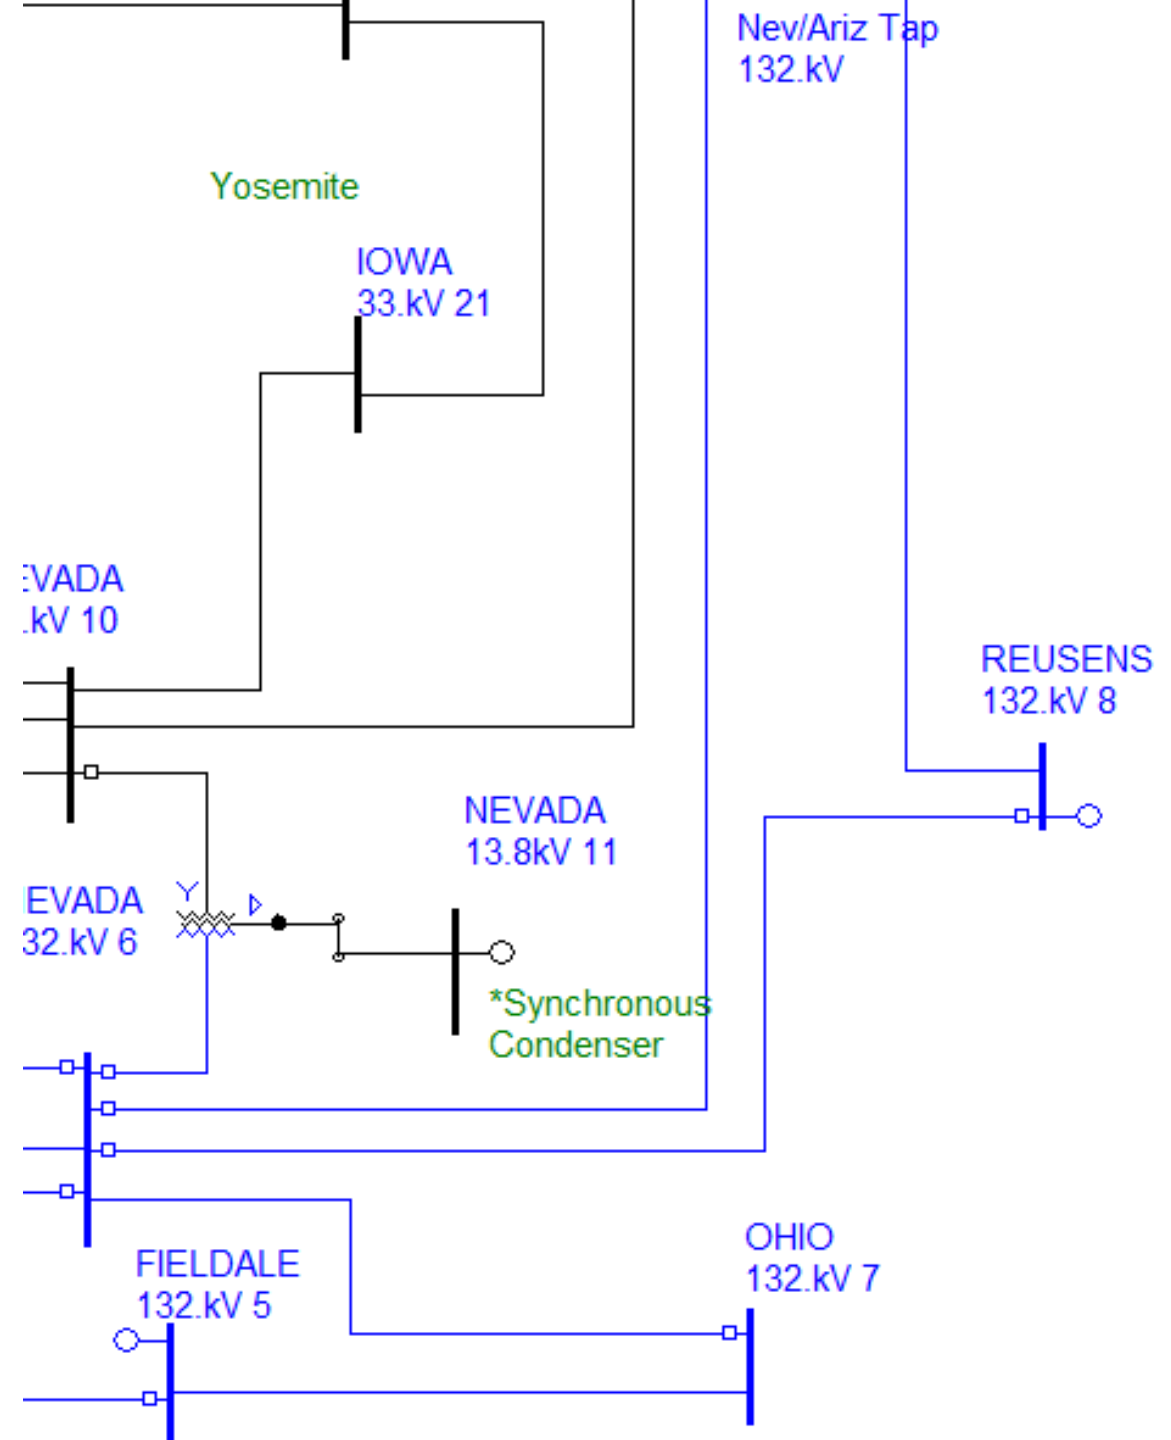 Nev/Ariz Tap
132.kV
Yosemite
IOWA
33.kV 21
EVADA
.kV 10
REUSENS
132.kV 8
NEVADA
13.8kV 11
EVADA
32.kV 6
*Synchronous
Condenser
OHIO
132.kV 7
FIELDALE
132.kV 5